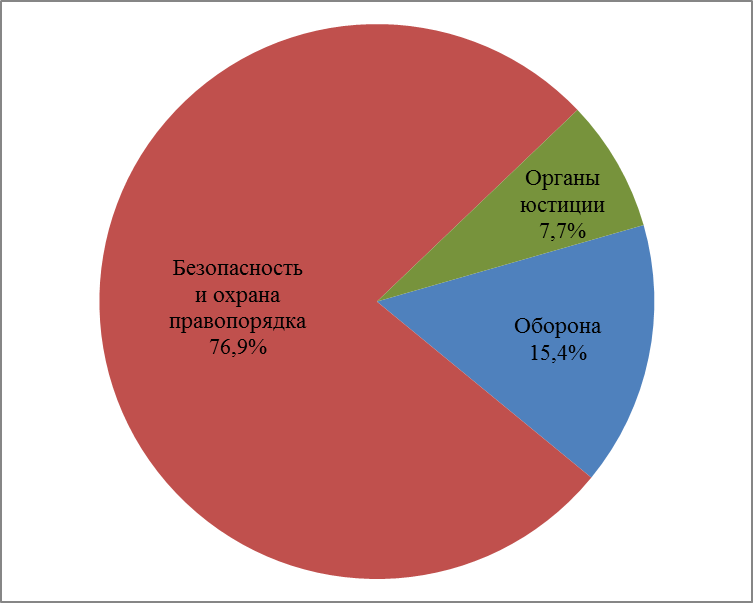 Органы
юстиции
7,7%
Безопасность
и охрана
правопорядка
76,9%
Оборона
15,4%